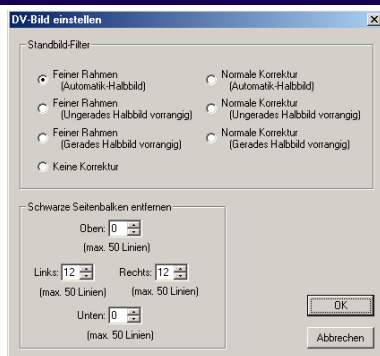 DV-Bild einstellen
Standbild-Filter
Feiner Rahmen
(Automatik-Halbbild)
Normale Korrektur
(Automatik-Halbbild)
Feiner Rahmen
(Ungerades Halbbild vorrangig)
Normale Korrektur
(Ungerades Halbbild vorrangig)
Feiner Rahmen
(Gerades Halbbild vorrangig)
Normale Korrektur
(Gerades Halbbild vorrangig)
Keine Korrektur
Schwarze Seitenbalken entfernen
Oben: 0
(max. 50 Linien)
Links: 12 Rechts: 12
(max. 50 Linien) (max. 50 Linien)
Unten: 0
(max. 50 Linien)
OK
Abbrechen